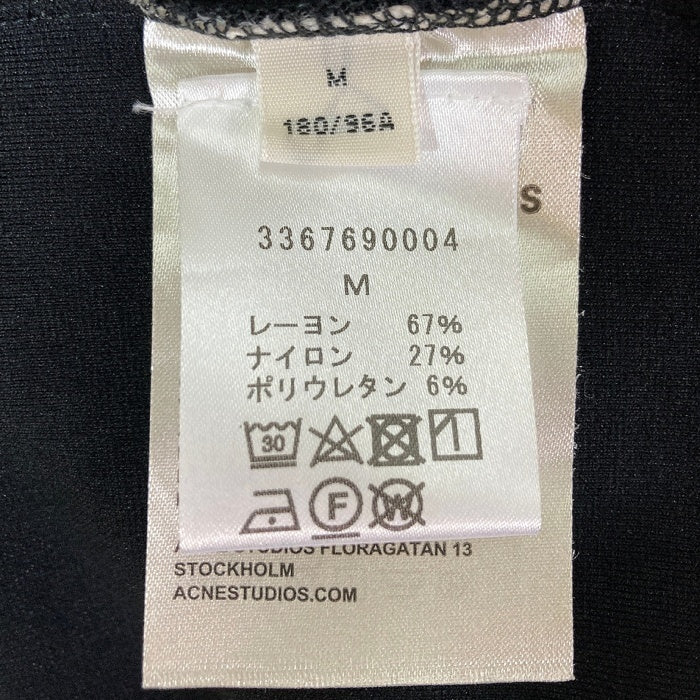 M
180/96A
S
3367690004
M
レーヨン 67%
ナイロン 27%
ポリウレタン 6%
30
F
W
STUDIOS FLORAGATAN 13
STOCKHOLM
ACNESTUDIOS.COM